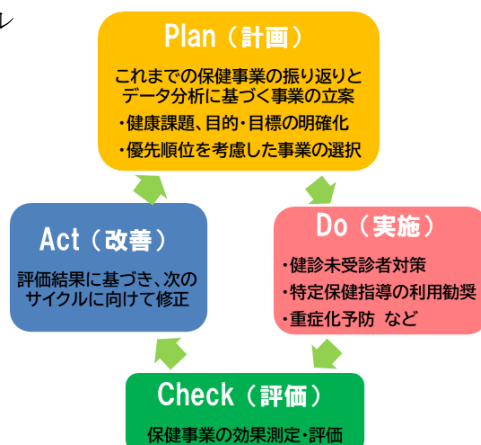 ル
Plan（計画）
これまでの保健事業の振り返りと
データ分析に基づく事業の立案
・健康課題、目的・目標の明確化
・優先順位を考慮した事業の選択
Do（実施）
・健診未受診者対策
・特定保健指導の利用勧奨
・重症化予防 など
Check（評価）
保健事業の効果測定・評価
Act（改善）
評価結果に基づき、次の
サイクルに向けて修正